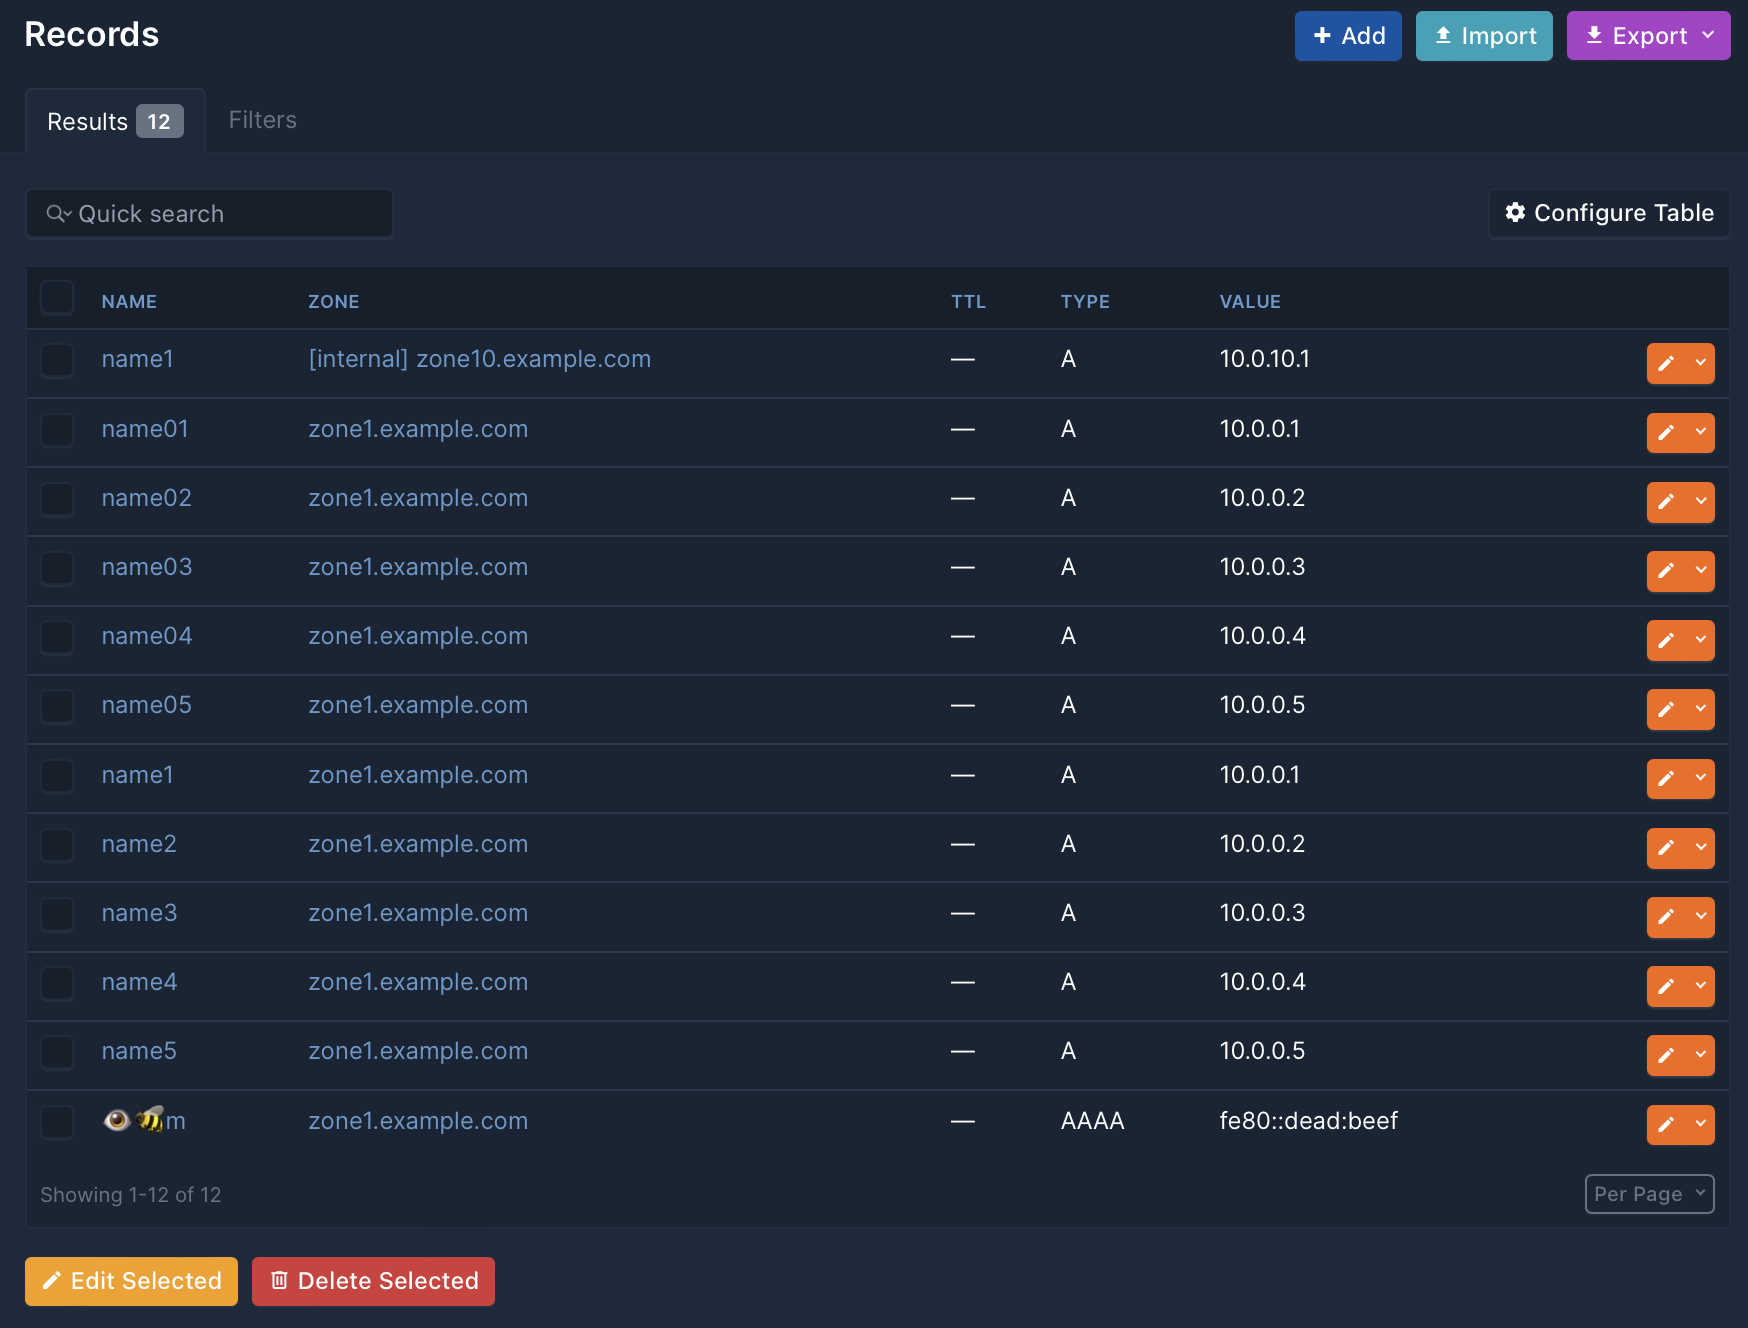 Records
+ Add Import Export
Results 12 Filters
Quick search Configure Table
NAME ZONE TTL TYPE VALUE
name1 [internal] zone10.example.com — A 10.0.10.1
name01 zone1.example.com — A 10.0.0.1
name02 zone1.example.com — A 10.0.0.2
name03 zone1.example.com — A 10.0.0.3
name04 zone1.example.com — A 10.0.0.4
name05 zone1.example.com — A 10.0.0.5
name1 zone1.example.com — A 10.0.0.1
name2 zone1.example.com — A 10.0.0.2
name3 zone1.example.com — A 10.0.0.3
name4 zone1.example.com — A 10.0.0.4
name5 zone1.example.com — A 10.0.0.5
👁️🐝m zone1.example.com — AAAA fe80::dead:beef
Showing 1-12 of 12 Per Page
Edit Selected Delete Selected